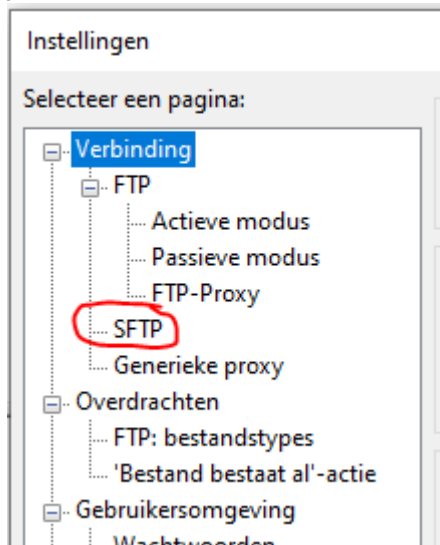 Instellingen
Selecteer een pagina:
Verbinding
FTP
Actieve modus
Passieve modus
FTP-Proxy
SFTP
Generieke proxy
Overdrachten
FTP: bestandstypes
'Bestand bestaat al'-actie
Gebruikersomgeving
Wachtwoorden